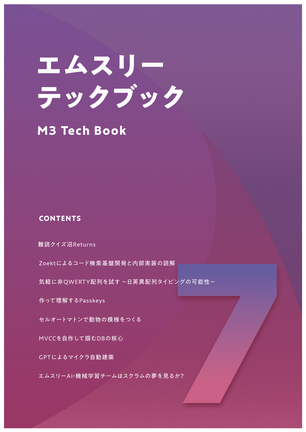 エムスリー
テックブック
M3 Tech Book
CONTENTS
難読クイズ沼Returns
Zoektによるコード検索基盤開発と内部実装の謎解
気軽に非QWERTY配列を試す ~日英異配列タイピングの可能性~
作って理解するPasskeys
セルオートマトンで動物の模様をつくる
MVCCを自作して掴むDBの核心
GPTによるマイクラ自動建築
エムスリーAI・機械学習チームはスクラムの夢を見るか?
7